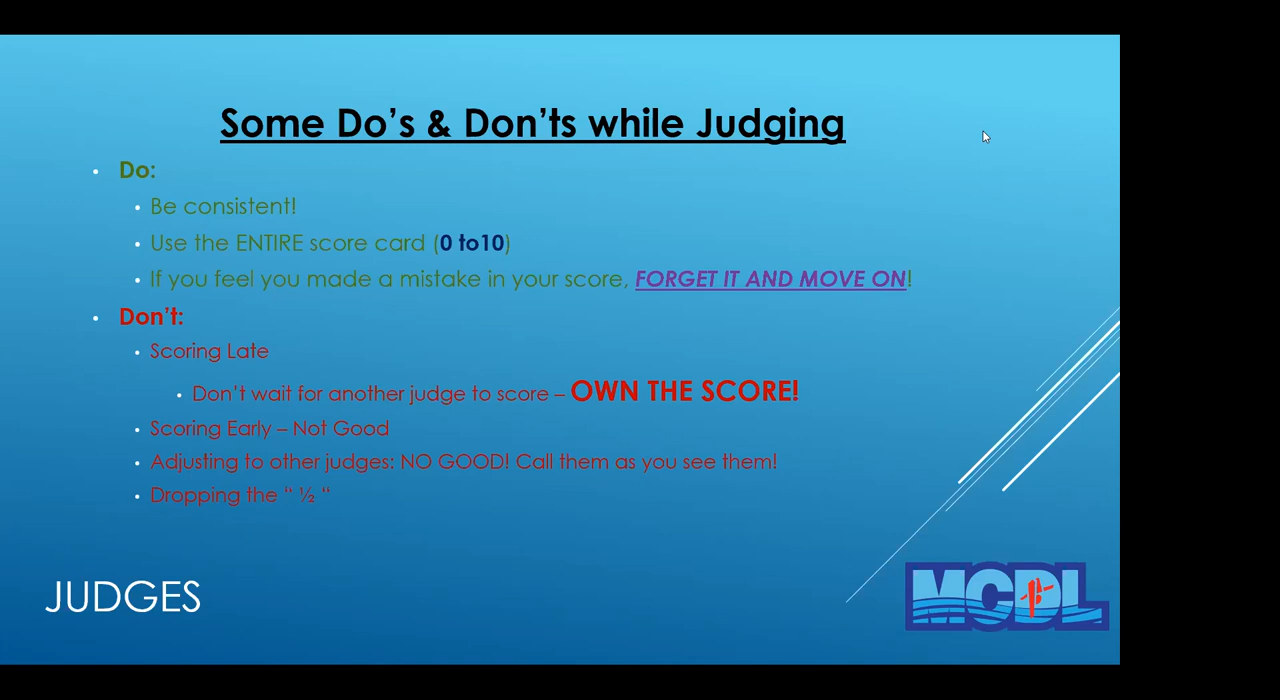 Some Do's & Don'ts while Judging
Do:
Be consistent!
Use the ENTIRE score card (0 to10)
If you feel you made a mistake in your score, FORGET IT AND MOVE ON!
Don't:
Scoring Late
Don't wait for another judge to score – OWN THE SCORE!
Scoring Early – Not Good
Adjusting to other judges: NO GOOD! Call them as you see them!
Dropping the “ ½ “
JUDGES
MCDL